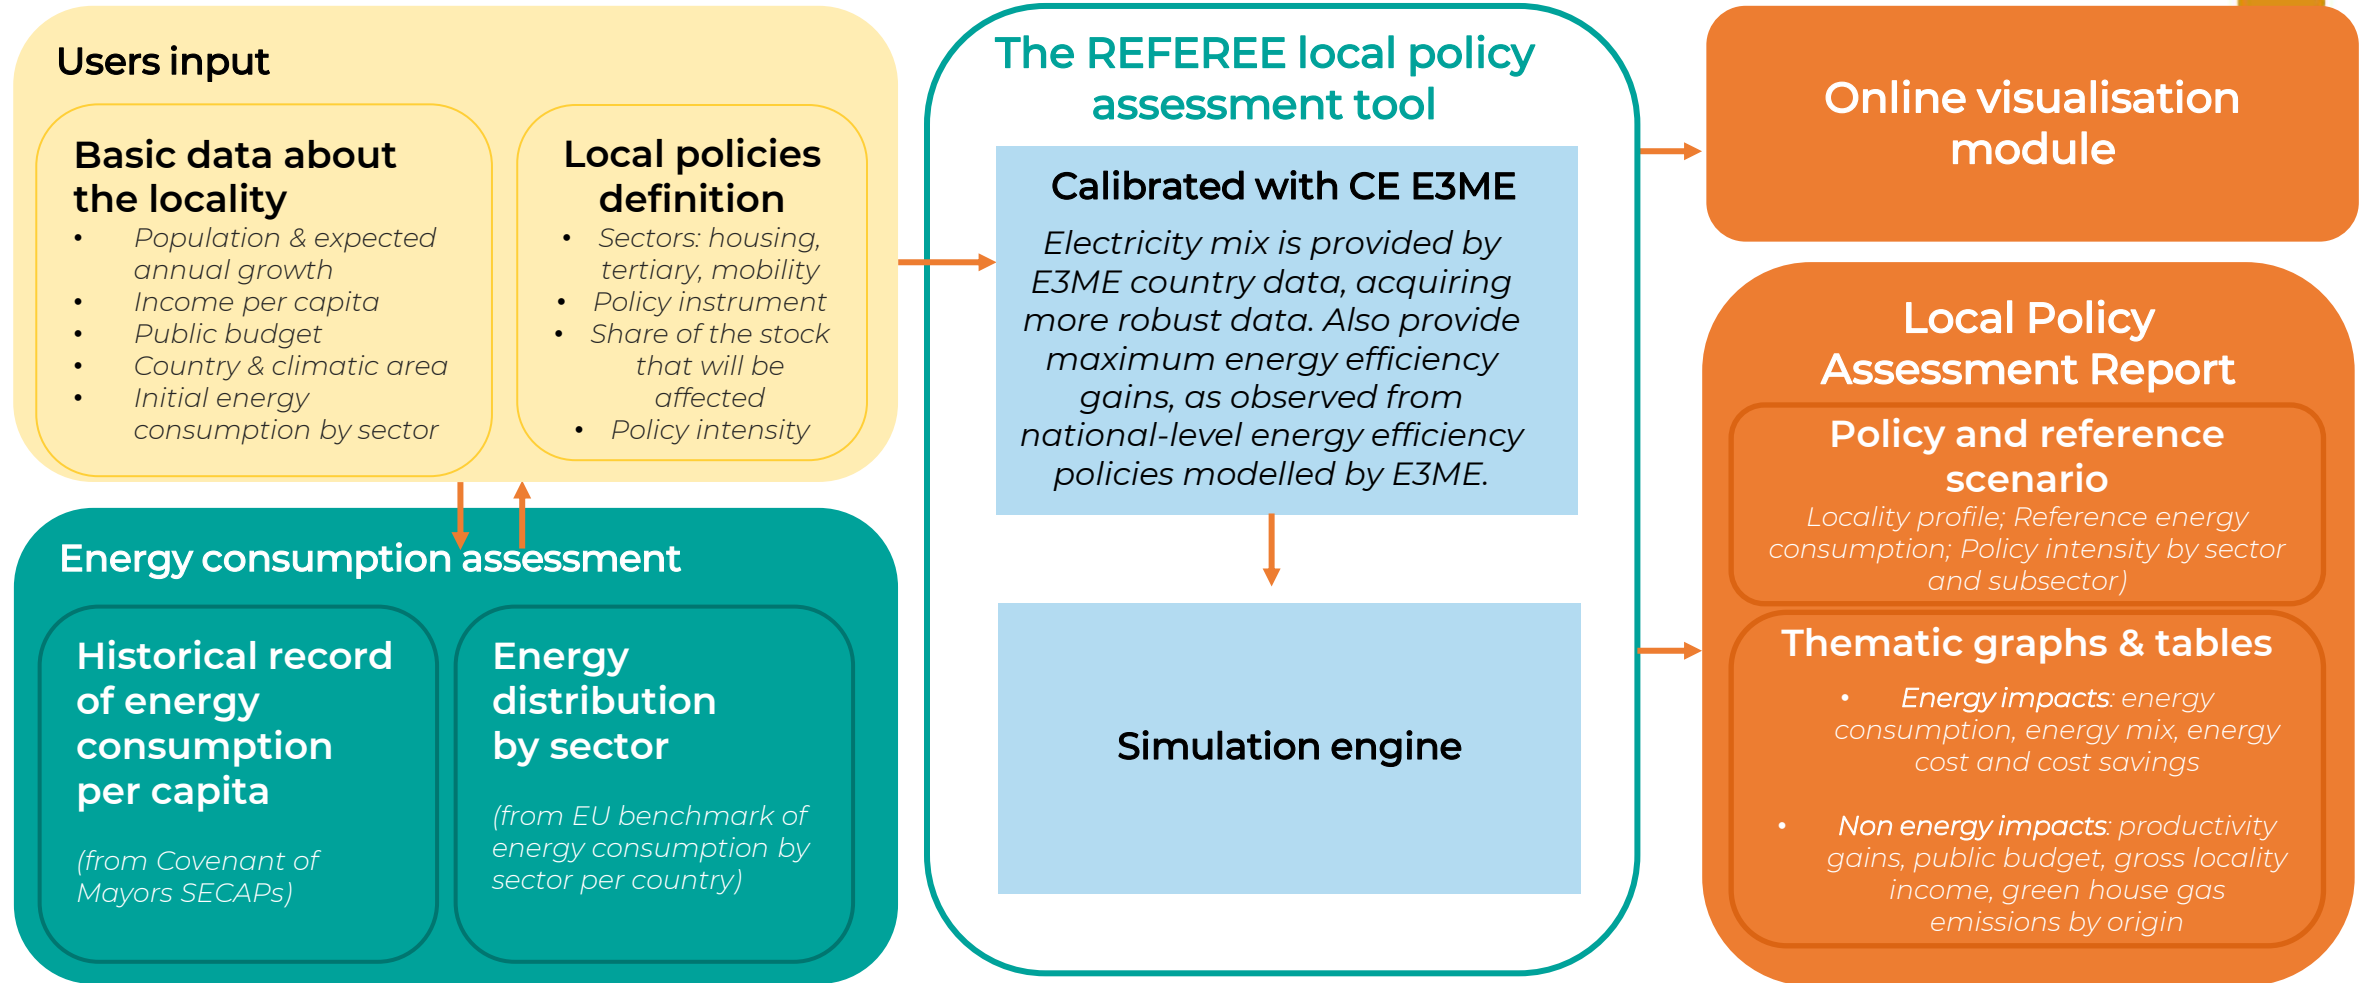 Users input
Basic data about
the locality
• Population & expected
annual growth
• Income per capita
• Public budget
• Country & climatic area
• Initial energy
consumption by sector
Local policies
definition
• Sectors: housing,
tertiary, mobility
• Policy instrument
• Share of the stock
that will be
affected
• Policy intensity
Energy consumption assessment
Historical record
of energy
consumption
per capita
(from Covenant of
Mayors SECAPs)
Energy
distribution
by sector
(from EU benchmark of
energy consumption by
sector per country)
The REFEREE local policy
assessment tool
Calibrated with CE E3ME
Electricity mix is provided by
E3ME country data, acquiring
more robust data. Also provide
maximum energy efficiency
gains, as observed from
national-level energy efficiency
policies modelled by E3ME.
Simulation engine
Online visualisation
module
Local Policy
Assessment Report
Policy and reference
scenario
Locality profile; Reference energy
consumption; Policy intensity by sector
and subsector)
Thematic graphs & tables
• Energy impacts: energy
consumption, energy mix, energy
cost and cost savings
• Non energy impacts: productivity
gains, public budget, gross locality
income, green house gas
emissions by origin